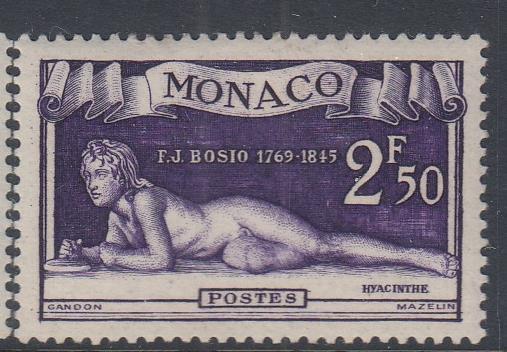 MONACO
F.J. BOSIO 1769-1845
2F50
HYACINTHE
POSTES
GANDON
MAZELIN